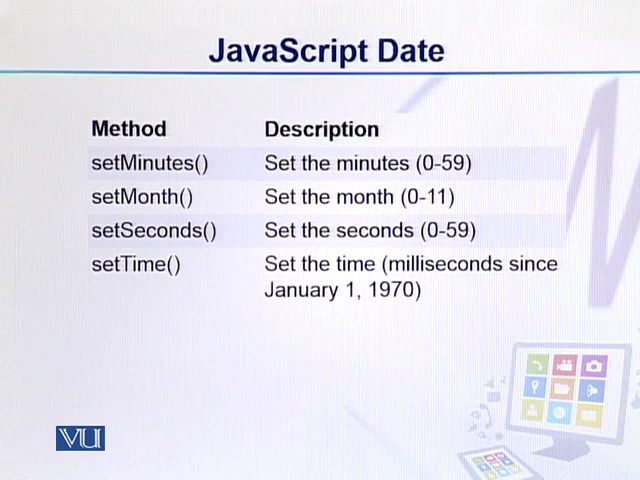 JavaScript Date
Method Description
setMinutes() Set the minutes (0-59)
setMonth() Set the month (0-11)
setSeconds() Set the seconds (0-59)
setTime() Set the time (milliseconds since
January 1, 1970)
VU